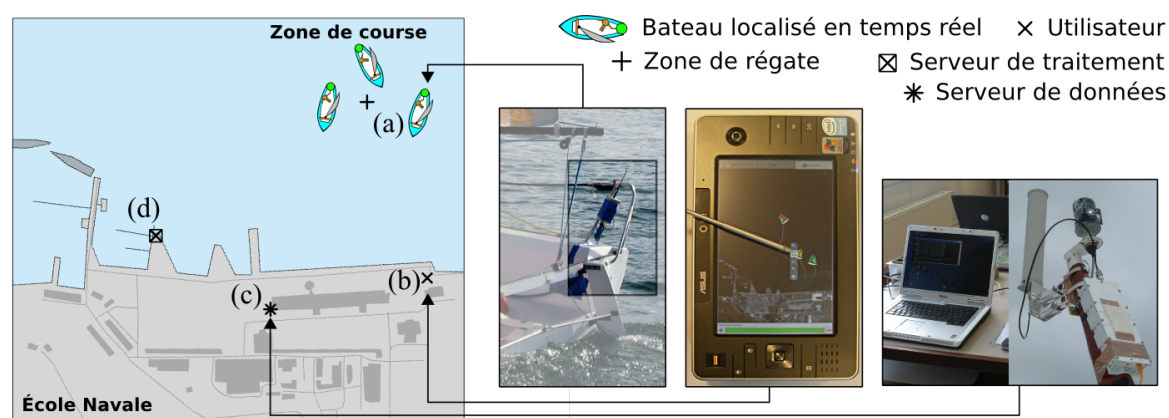 Zone de course
Bateau localisé en temps réel
Utilisateur
Zone de régate
Serveur de traitement
Serveur de données
(a)
(d)
(b)
(c)
École Navale
ASUS
intel